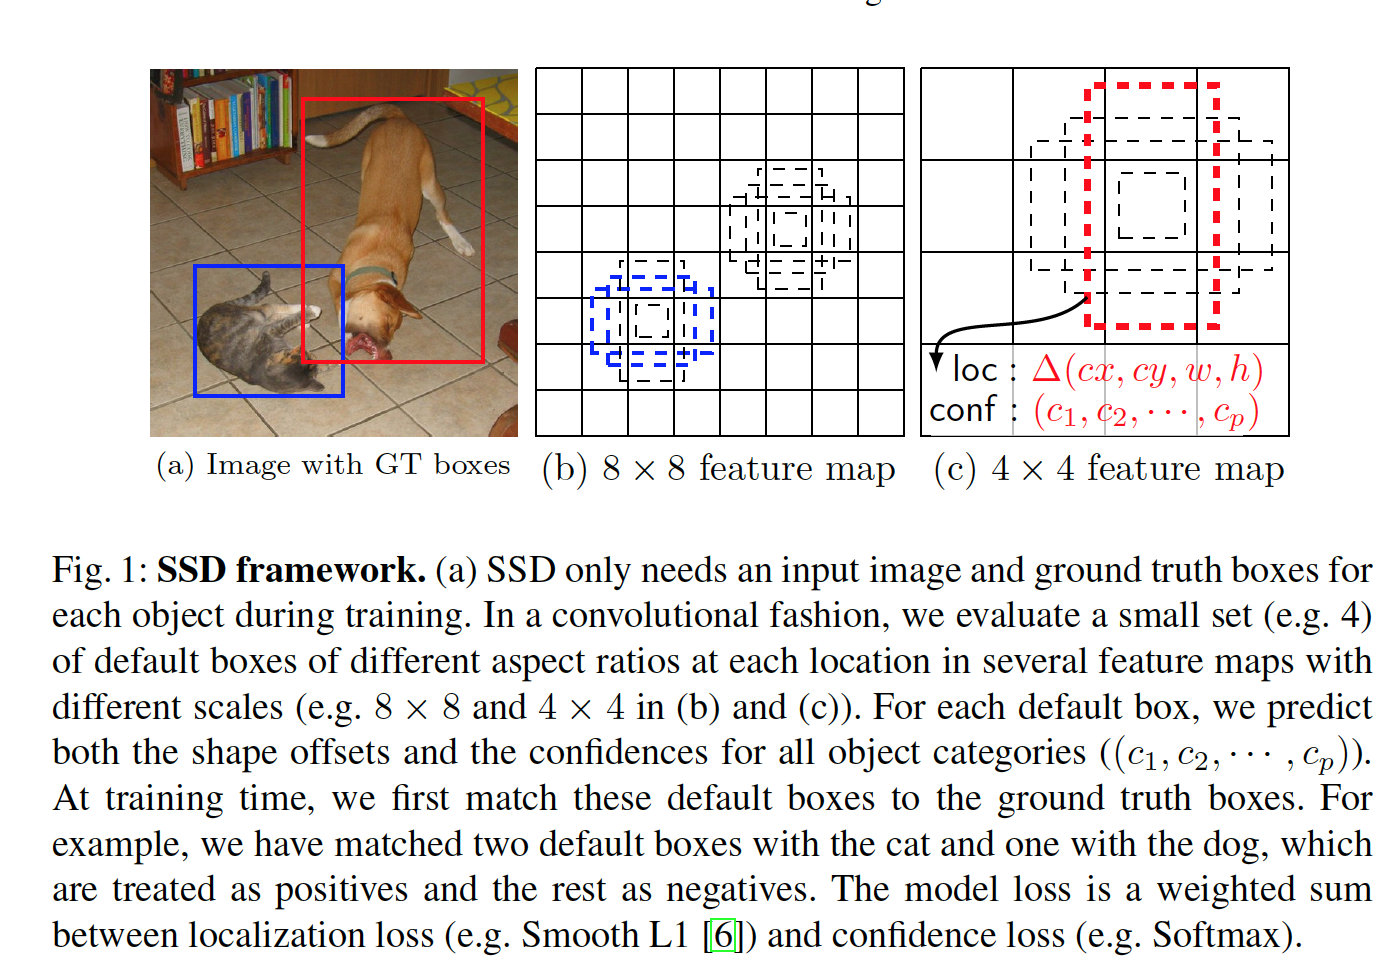 loc : Δ(cx, cy, w, h)
conf : (c₁, c₂, ⋯, cₚ)
(a) Image with GT boxes (b) 8 × 8 feature map (c) 4 × 4 feature map
Fig. 1: SSD framework. (a) SSD only needs an input image and ground truth boxes for
each object during training. In a convolutional fashion, we evaluate a small set (e.g. 4)
of default boxes of different aspect ratios at each location in several feature maps with
different scales (e.g. 8 × 8 and 4 × 4 in (b) and (c)). For each default box, we predict
both the shape offsets and the confidences for all object categories ((c₁, c₂, ⋯ , cₚ)).
At training time, we first match these default boxes to the ground truth boxes. For
example, we have matched two default boxes with the cat and one with the dog, which
are treated as positives and the rest as negatives. The model loss is a weighted sum
between localization loss (e.g. Smooth L1 [6]) and confidence loss (e.g. Softmax).